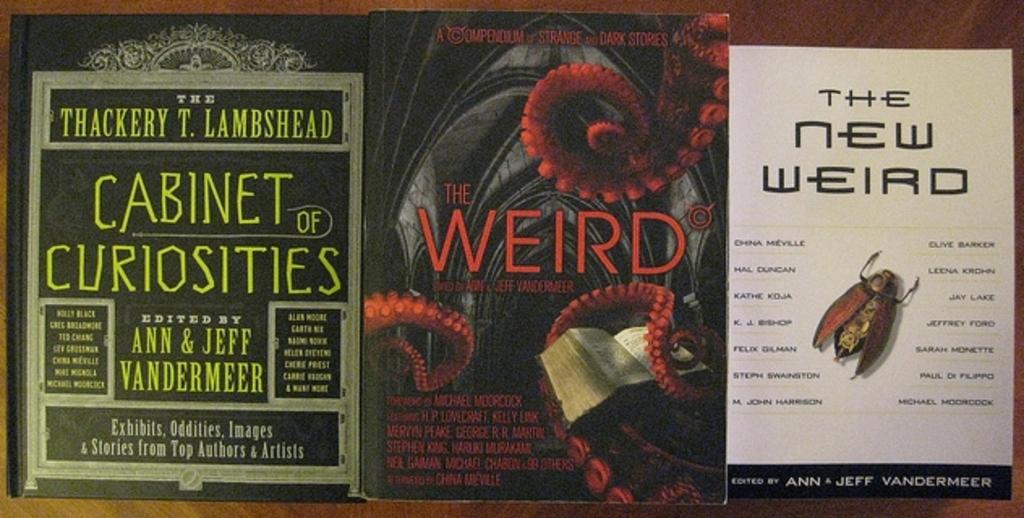 THE
THACKERY T. LAMBSHEAD
CABINET
OF
CURIOSITIES
HOLLY BLACK
GREG BROADMORE
TED CHIANG
LEV GROSSMAN
CHINA MIÉVILLE
MIKE MIGNOLA
MICHAEL MOORCOCK
EDITED BY
ANN & JEFF
VANDERMEER
ALAN MOORE
GARTH NIX
NAOMI NOVIK
HELEN OYEYEMI
CHERIE PRIEST
CARRIE VAUGHN
& MANY MORE
Exhibits, Oddities, Images
& Stories from Top Authors & Artists
A COMPENDIUM OF STRANGE AND DARK STORIES
THE
WEIRD
EDITED BY ANN & JEFF VANDERMEER
FOREWORD BY MICHAEL MOORCOCK
FEATURING H.P. LOVECRAFT, KELLY LINK,
MERVYN PEAKE, GEORGE R.R. MARTIN,
STEPHEN KING, HARUKI MURAKAMI,
NEIL GAIMAN, MICHAEL CHABON & 99 OTHERS
AFTERWORD BY CHINA MIÉVILLE
THE
NEW
WEIRD
CHINA MIÉVILLE
HAL DUNCAN
KATHE KOJA
K. J. BISHOP
FELIX GILMAN
STEPH SWAINSTON
M. JOHN HARRISON
CLIVE BARKER
LEENA KROHN
JAY LAKE
JEFFREY FORD
SARAH MONETTE
PAUL DI FILIPPO
MICHAEL MOORCOCK
EDITED BY ANN & JEFF VANDERMEER